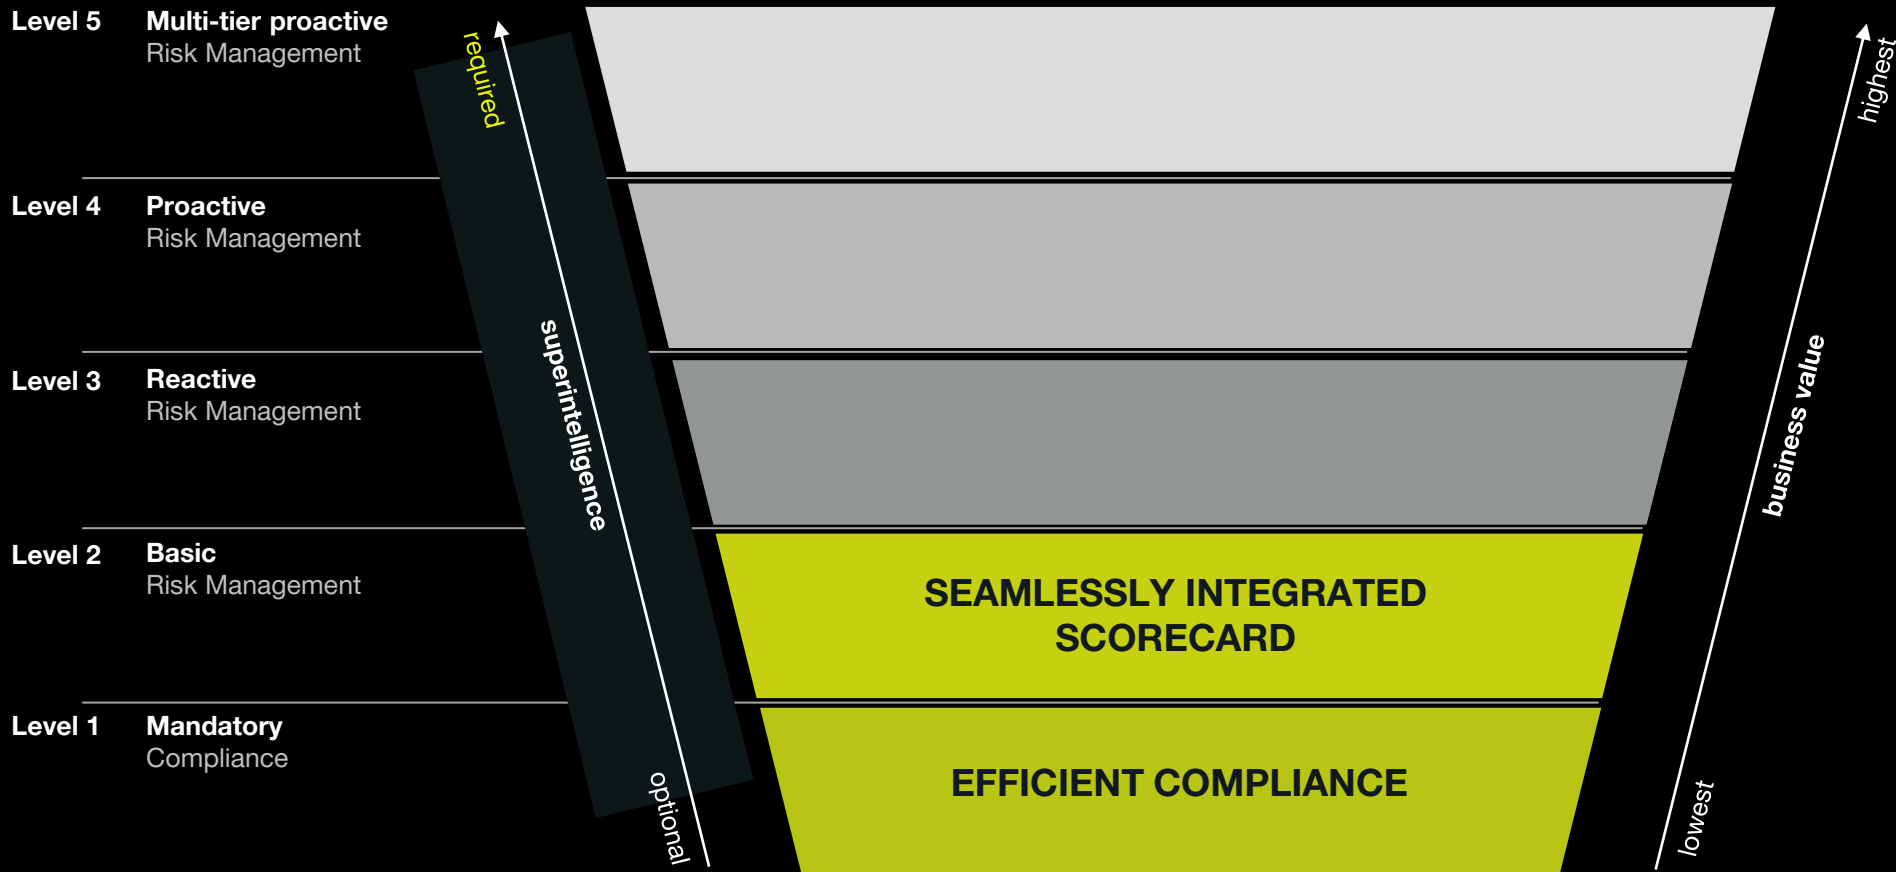 Level 5
Multi-tier proactive
Risk Management
required
highest
Level 4
Proactive
Risk Management
superintelligence
business value
Level 3
Reactive
Risk Management
Level 2
Basic
Risk Management
SEAMLESSLY INTEGRATED
SCORECARD
Level 1
Mandatory
Compliance
EFFICIENT COMPLIANCE
optional
lowest